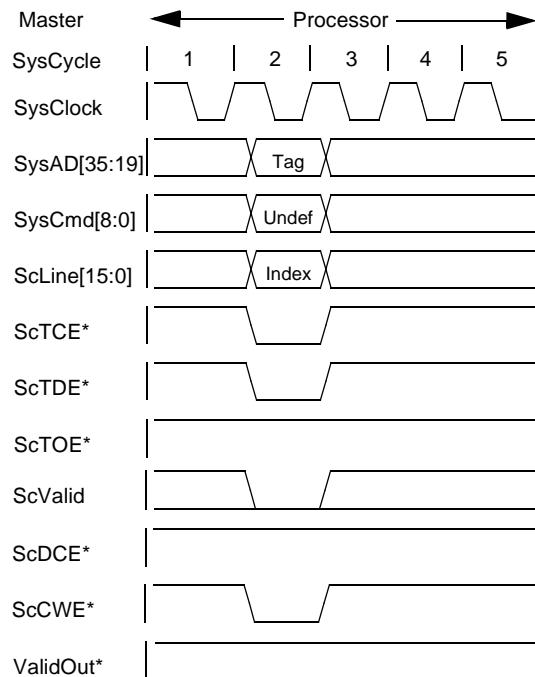 Master Processor
SysCycle 1 2 3 4 5
SysClock
SysAD[35:19] Tag
SysCmd[8:0] Undef
ScLine[15:0] Index
ScTCE*
ScTDE*
ScTOE*
ScValid
ScDCE*
ScCWE*
ValidOut*